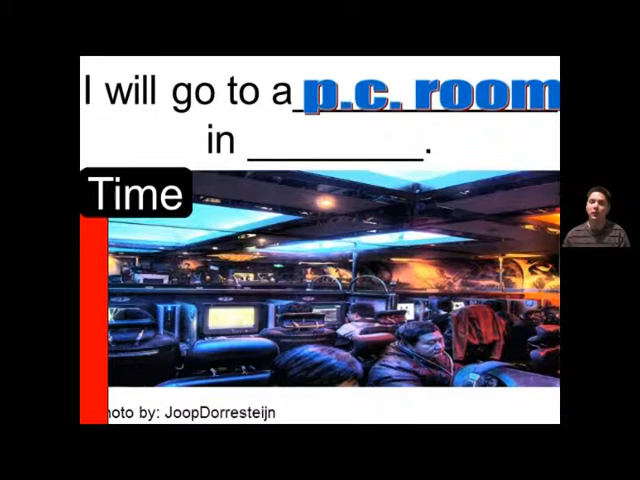 I will go to a p.c. room
in _________.
Time
hoto by: JoopDorresteijn